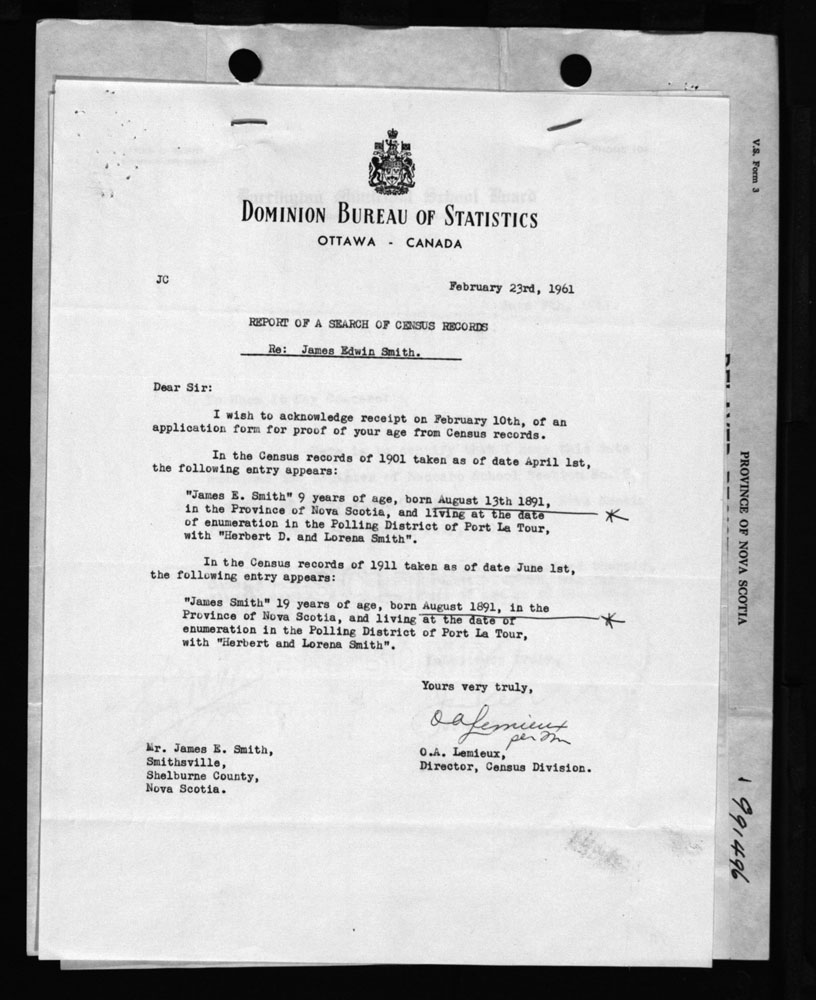 DOMINION BUREAU OF STATISTICS
OTTAWA - CANADA
JC
February 23rd, 1961
REPORT OF A SEARCH OF CENSUS RECORDS
Re: James Edwin Smith.
Dear Sir:
I wish to acknowledge receipt on February 10th, of an
application form for proof of your age from Census records.
In the Census records of 1901 taken as of date April 1st,
the following entry appears:
"James E. Smith" 9 years of age, born August 13th 1891,
in the Province of Nova Scotia, and living at the date
of enumeration in the Polling District of Port La Tour,
with "Herbert D. and Lorena Smith".
In the Census records of 1911 taken as of date June 1st,
the following entry appears:
"James Smith" 19 years of age, born August 1891, in the
Province of Nova Scotia, and living at the date of
enumeration in the Polling District of Port La Tour,
with "Herbert and Lorena Smith".
Yours very truly,
O A Lemieux
per
O.A. Lemieux,
Director, Census Division.
Mr. James E. Smith,
Smithsville,
Shelburne County,
Nova Scotia.
V.S. Form 3
PROVINCE OF NOVA SCOTIA
1991496